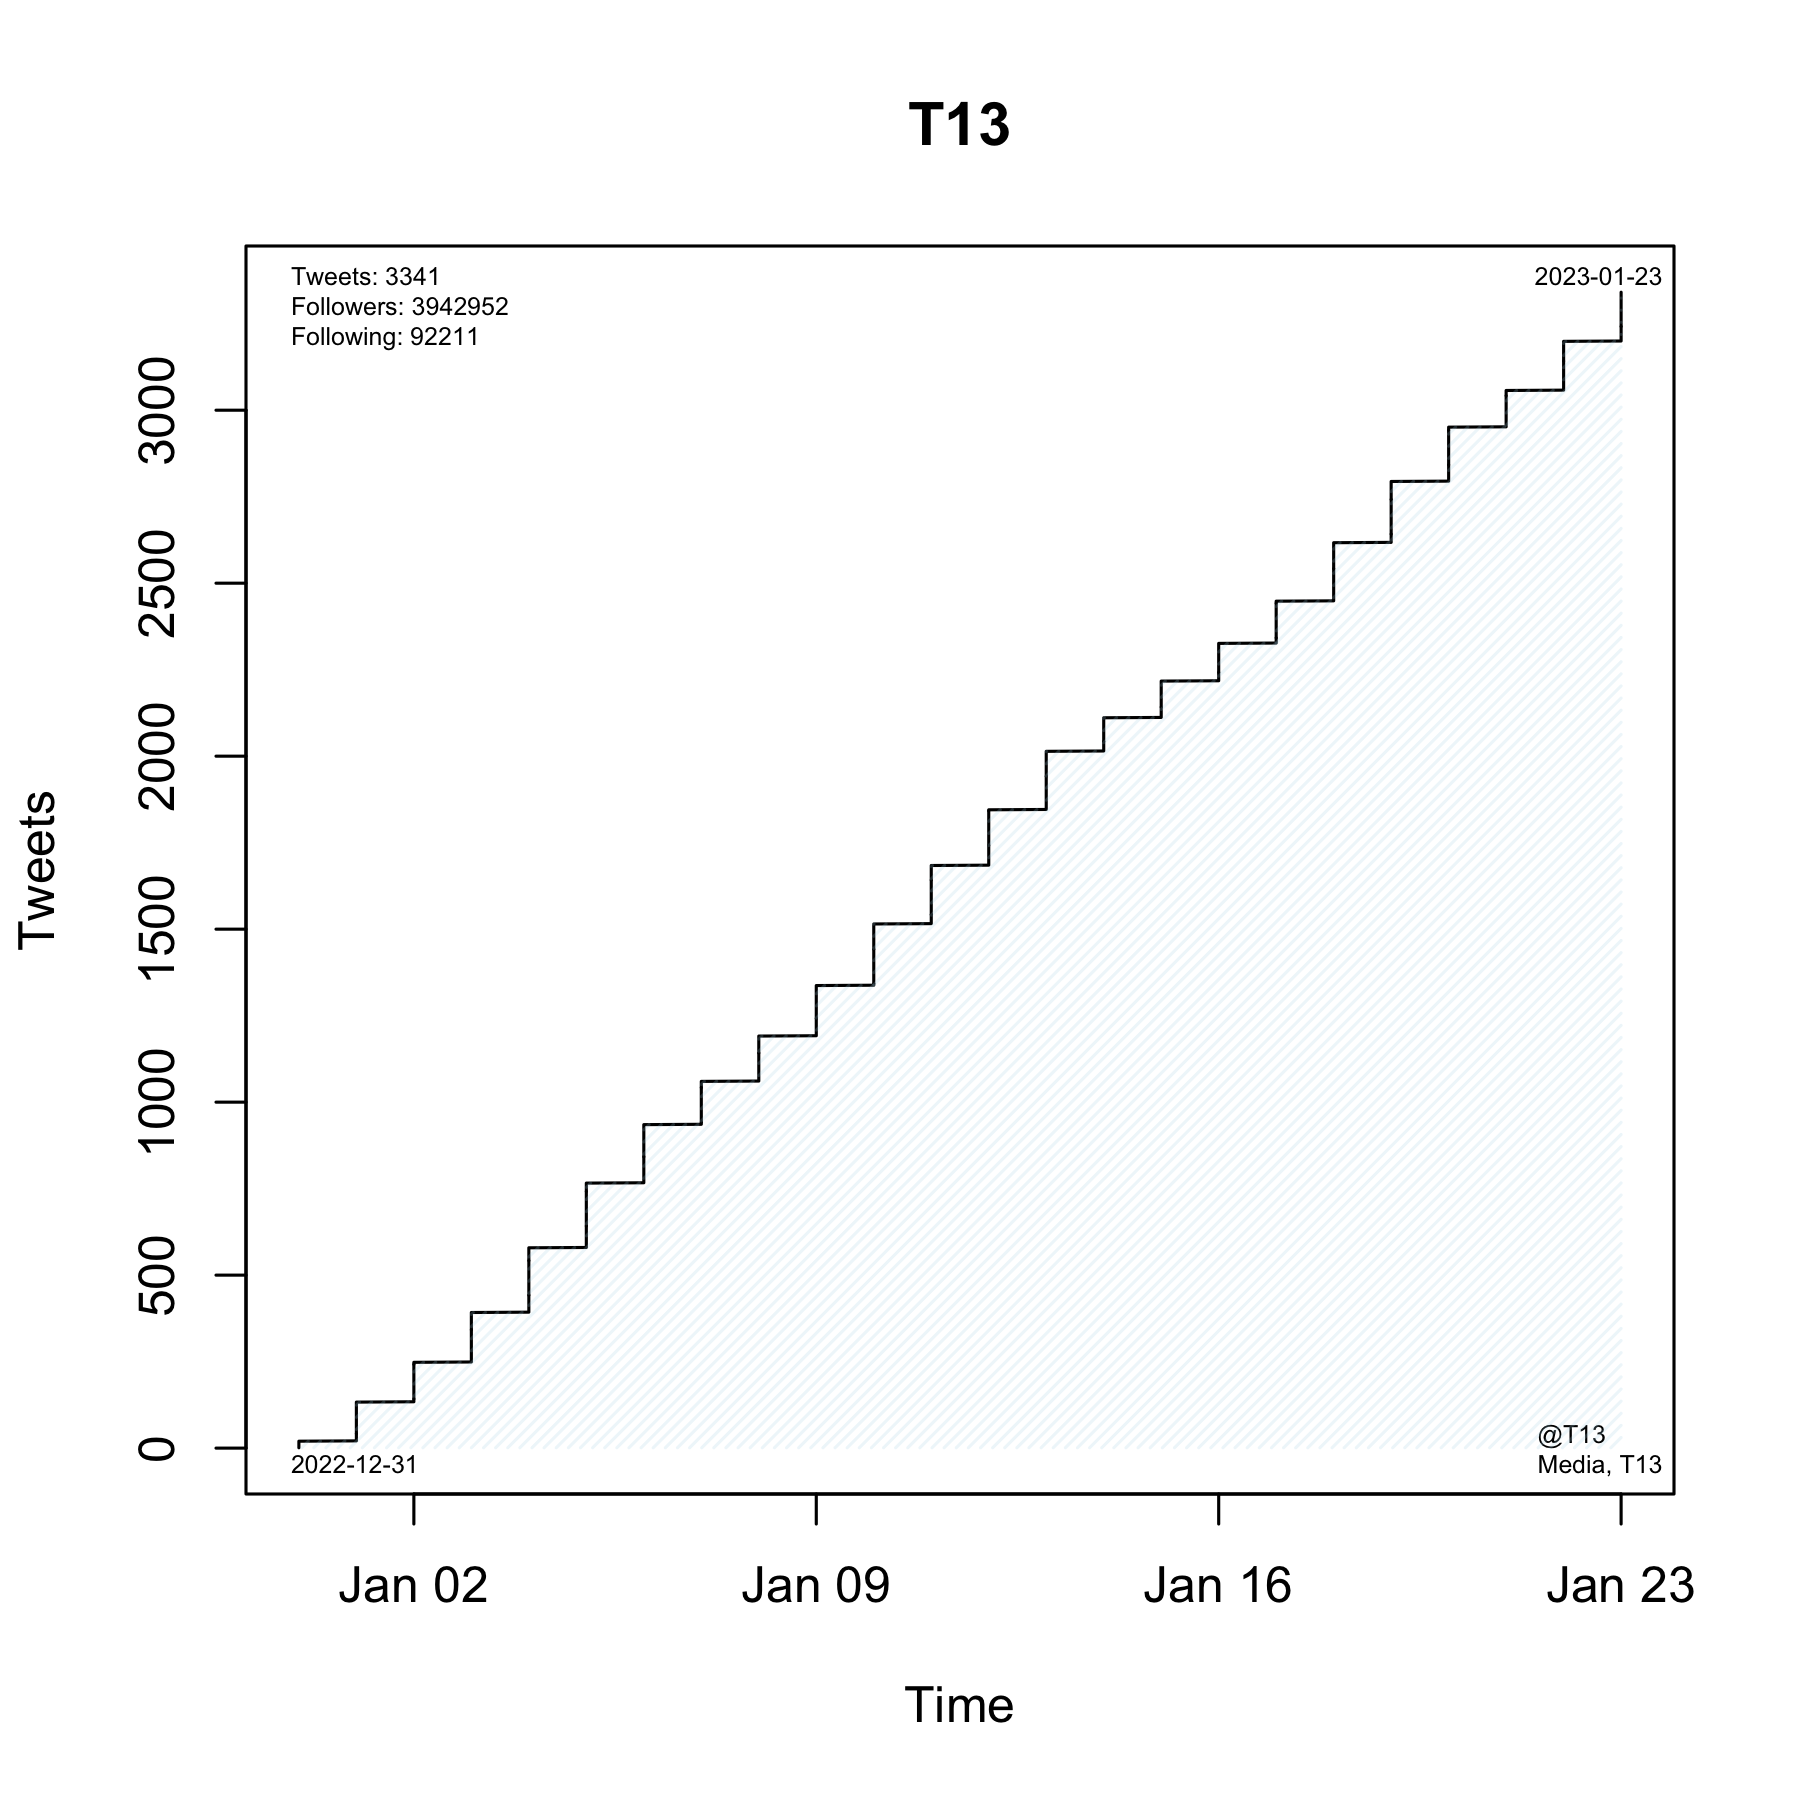 T13
Tweets: 3341
Followers: 3942952
Following: 92211
2023-01-23
3000
2500
2000
1500
1000
500
0
Tweets
2022-12-31
@T13
Media, T13
Jan 02
Jan 09
Jan 16
Jan 23
Time